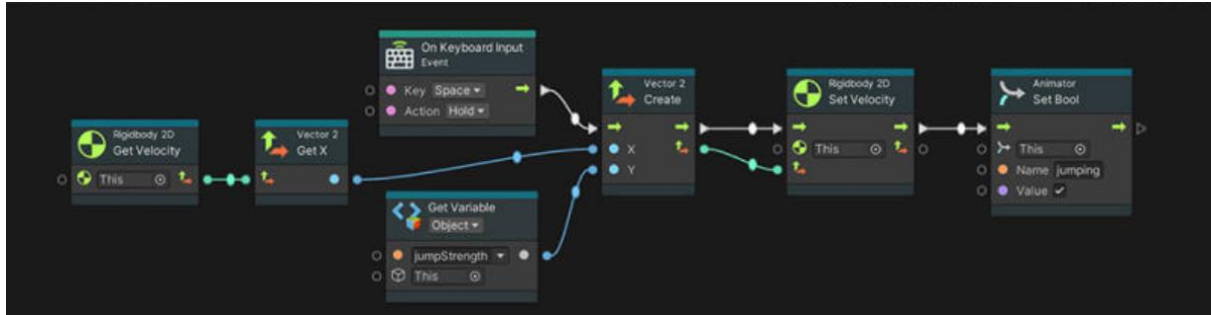 On Keyboard Input
Event
Key Space
Action Hold
Rigidbody 2D
Get Velocity
This
Vector 2
Get X
Get Variable
Object
jumpStrength
This
Vector 2
Create
X
Y
Rigidbody 2D
Set Velocity
This
Animator
Set Bool
This
Name jumping
Value